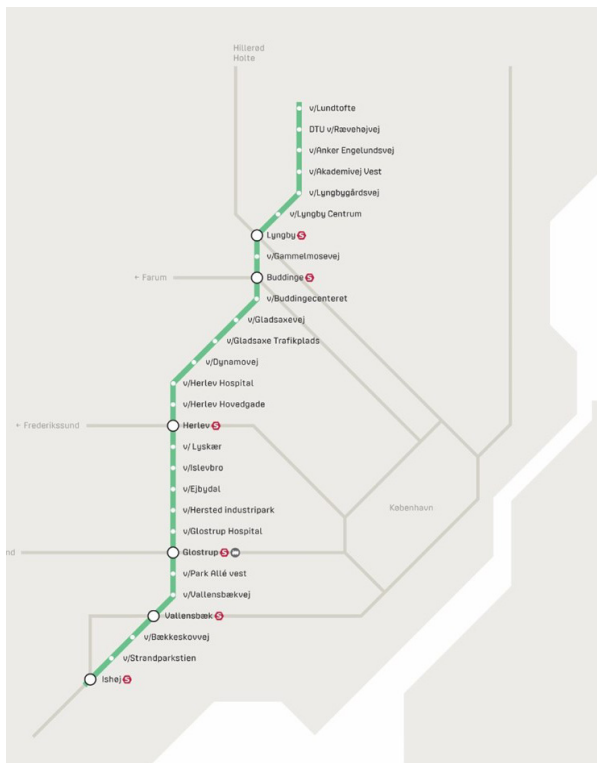 Hillerød
Holte
v/Lundtofte
DTU v/Rævehøjvej
v/Anker Engelundsvej
v/Akademivej Vest
v/Lyngbygårdsvej
v/Lyngby Centrum
Lyngby S
v/Gammelmosevej
← Farum
Buddinge S
v/Buddingecenteret
v/Gladsaxevej
v/Gladsaxe Trafikplads
v/Dynamovej
v/Herlev Hospital
v/Herlev Hovedgade
← Frederikssund
Herlev S
v/ Lyskær
v/Islevbro
v/Ejbydal
v/Hersted industripark
København
v/Glostrup Hospital
nd
Glostrup S
v/Park Allé vest
v/Vallensbækvej
Vallensbæk S
v/Bækkeskovvej
v/Strandparkstien
Ishøj S